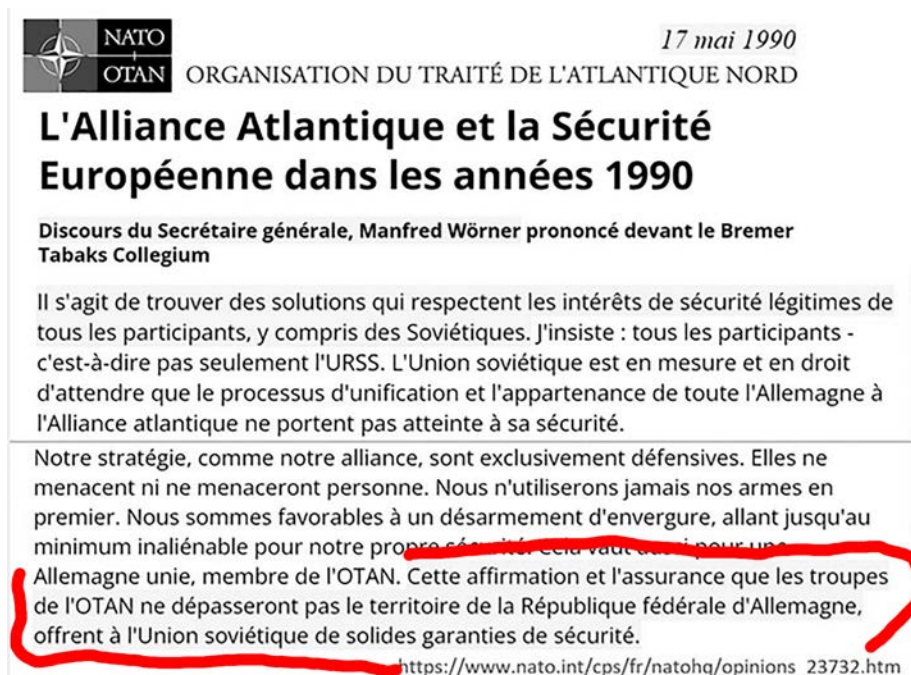 NATO
OTAN
17 mai 1990
ORGANISATION DU TRAITÉ DE L'ATLANTIQUE NORD
L'Alliance Atlantique et la Sécurité
Européenne dans les années 1990
Discours du Secrétaire générale, Manfred Wörner prononcé devant le Bremer
Tabaks Collegium
Il s'agit de trouver des solutions qui respectent les intérêts de sécurité légitimes de
tous les participants, y compris des Soviétiques. J'insiste : tous les participants -
c'est-à-dire pas seulement l'URSS. L'Union soviétique est en mesure et en droit
d'attendre que le processus d'unification et l'appartenance de toute l'Allemagne à
l'Alliance atlantique ne portent pas atteinte à sa sécurité.
Notre stratégie, comme notre alliance, sont exclusivement défensives. Elles ne
menacent ni ne menaceront personne. Nous n'utiliserons jamais nos armes en
premier. Nous sommes favorables à un désarmement d'envergure, allant jusqu'au
minimum inaliénable pour notre propre sécurité. Cela vaut aussi pour une
Allemagne unie, membre de l'OTAN. Cette affirmation et l'assurance que les troupes
de l'OTAN ne dépasseront pas le territoire de la République fédérale d'Allemagne,
offrent à l'Union soviétique de solides garanties de sécurité.
https://www.nato.int/cps/fr/natohq/opinions_23732.htm